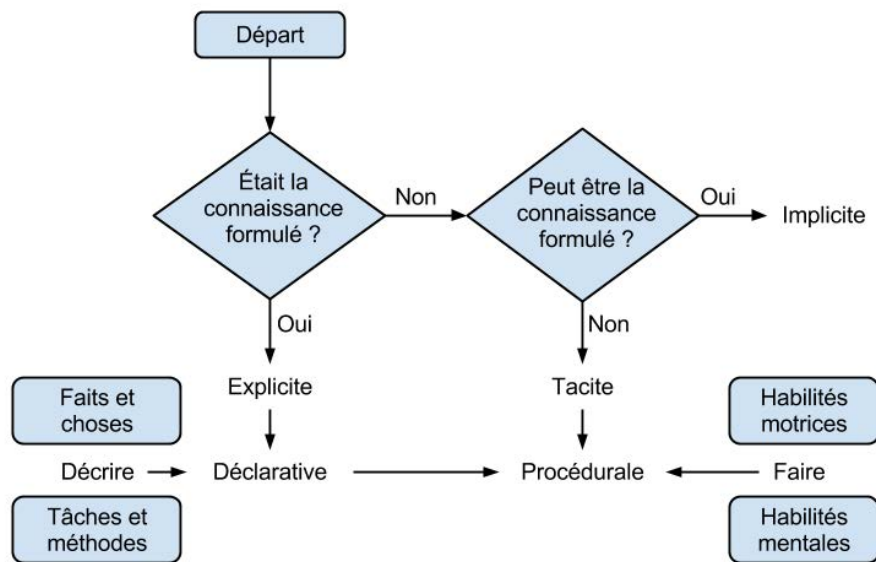 Départ
Était la
connaissance
formulé ?
Non
Peut être la
connaissance
formulé ?
Oui
Implicite
Oui
Non
Faits et
choses
Explicite
Tacite
Habilités
motrices
Décrire
Déclarative
Procédurale
Faire
Tâches et
méthodes
Habilités
mentales